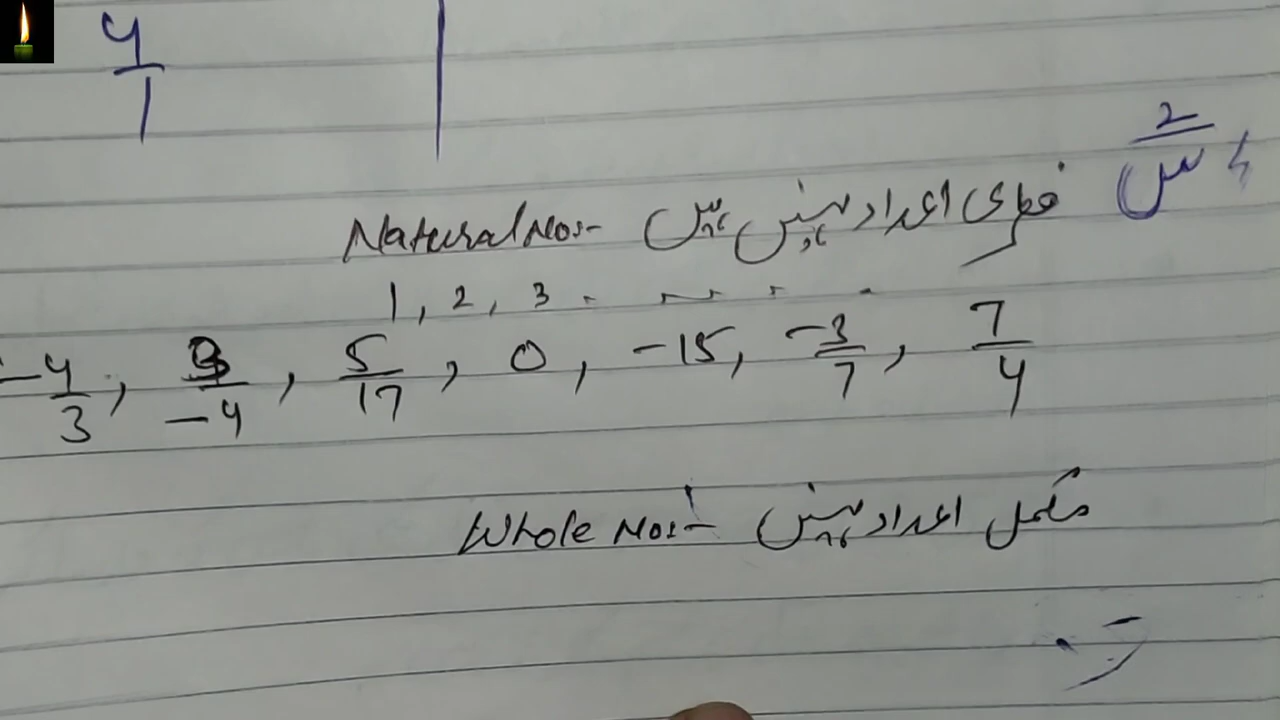 4/1
2/س
فطری اعداد نہیں ہیں Natural Nos:-
1, 2, 3 - - - - -
-4/3, 3/-4, 5/17, 0, -15, -3/7, 7/4
مکمل اعداد نہیں Whole Nos:-